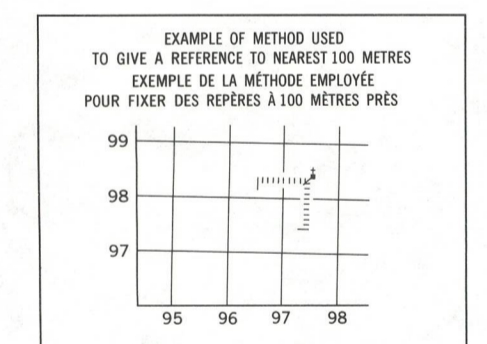 EXAMPLE OF METHOD USED
TO GIVE A REFERENCE TO NEAREST 100 METRES
EXEMPLE DE LA MÉTHODE EMPLOYÉE
POUR FIXER DES REPÈRES À 100 MÈTRES PRÈS
99
98
97
95 96 97 98